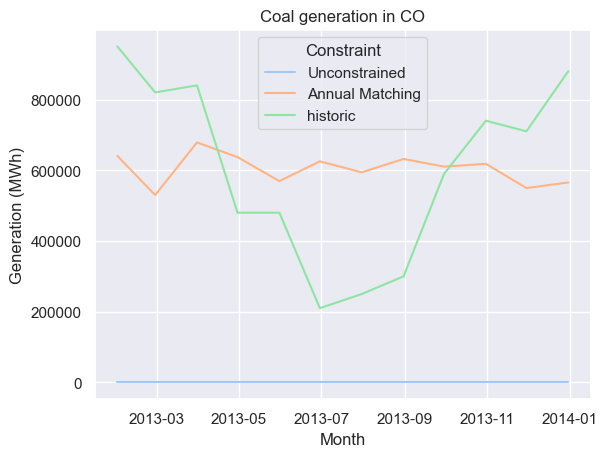 Coal generation in CO
Constraint
Unconstrained
Annual Matching
historic
Generation (MWh)
800000
600000
400000
200000
0
2013-03 2013-05 2013-07 2013-09 2013-11 2014-01
Month